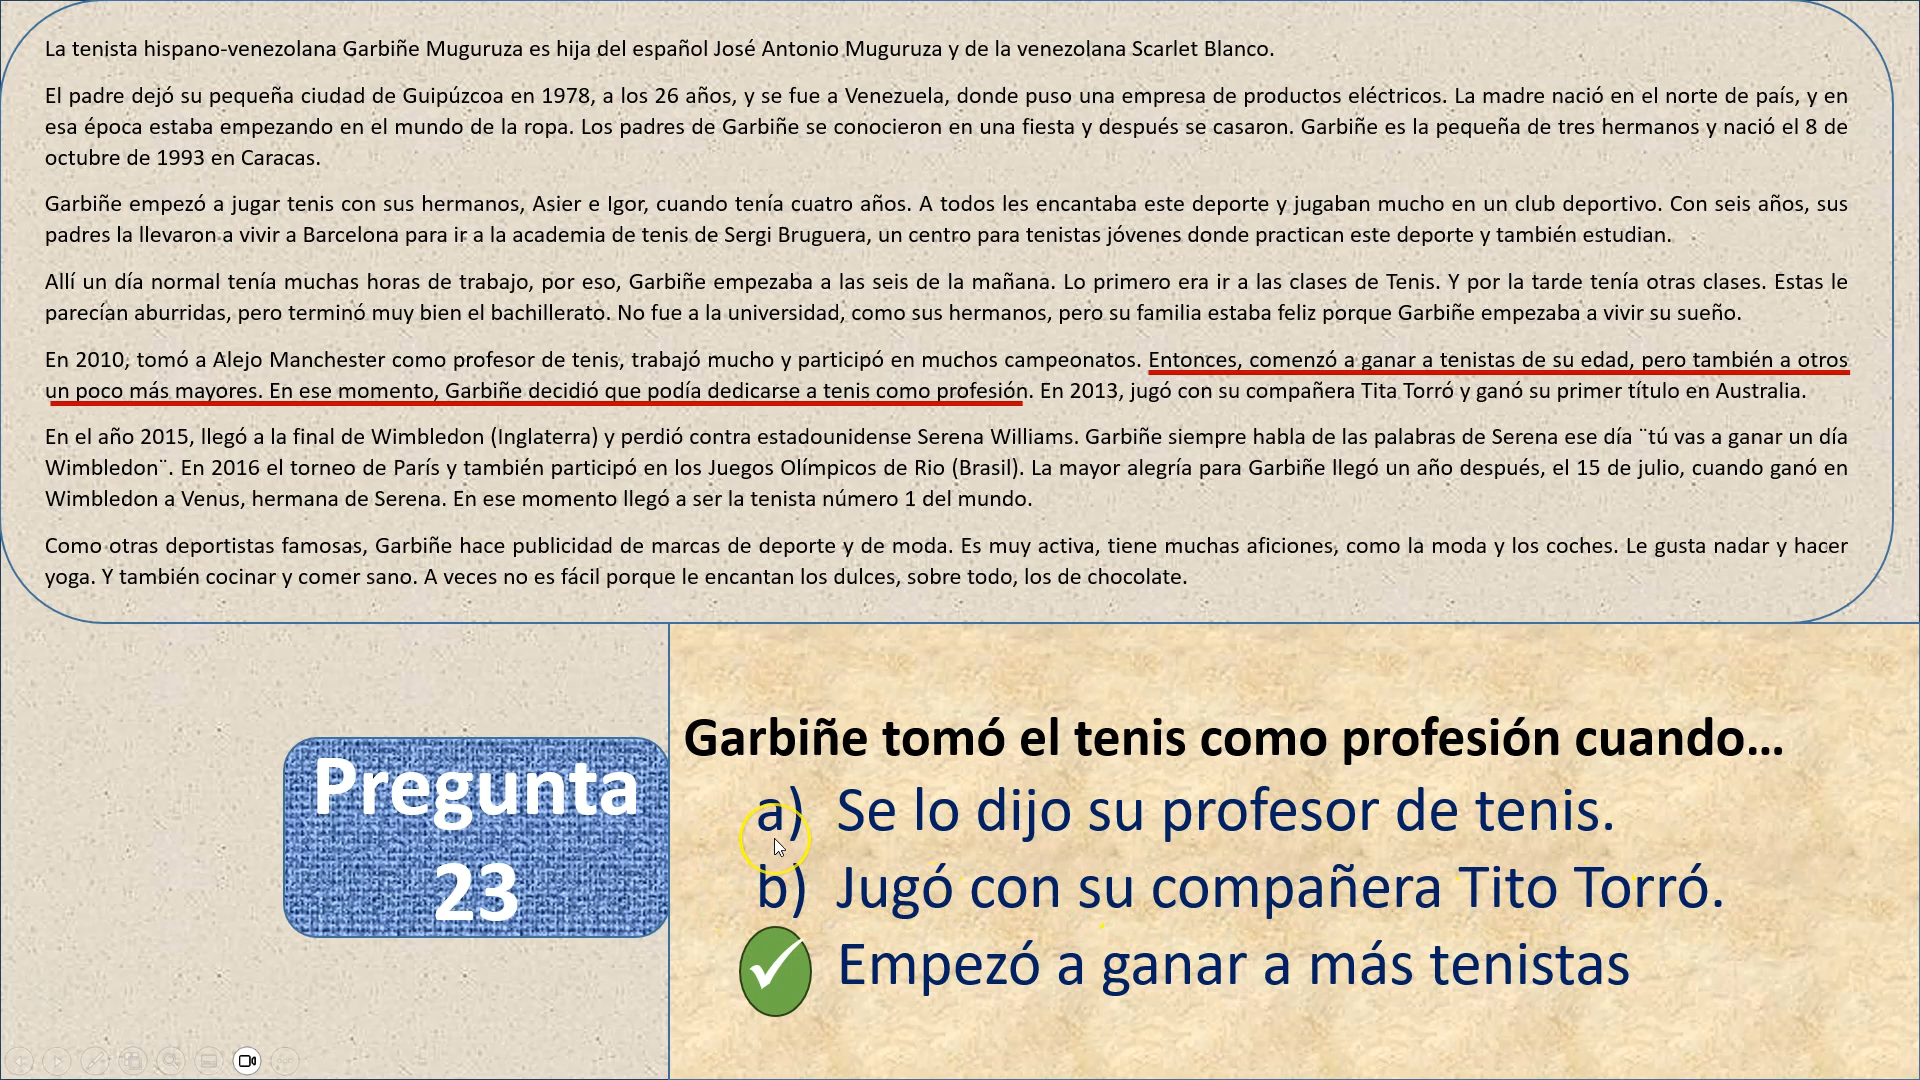 La tenista hispano-venezolana Garbiñe Muguruza es hija del español José Antonio Muguruza y de la venezolana Scarlet Blanco.
El padre dejó su pequeña ciudad de Guipúzcoa en 1978, a los 26 años, y se fue a Venezuela, donde puso una empresa de productos eléctricos. La madre nació en el norte de país, y en
esa época estaba empezando en el mundo de la ropa. Los padres de Garbiñe se conocieron en una fiesta y después se casaron. Garbiñe es la pequeña de tres hermanos y nació el 8 de
octubre de 1993 en Caracas.
Garbiñe empezó a jugar tenis con sus hermanos, Asier e Igor, cuando tenía cuatro años. A todos les encantaba este deporte y jugaban mucho en un club deportivo. Con seis años, sus
padres la llevaron a vivir a Barcelona para ir a la academia de tenis de Sergi Bruguera, un centro para tenistas jóvenes donde practican este deporte y también estudian.
Allí un día normal tenía muchas horas de trabajo, por eso, Garbiñe empezaba a las seis de la mañana. Lo primero era ir a las clases de Tenis. Y por la tarde tenía otras clases. Estas le
parecían aburridas, pero terminó muy bien el bachillerato. No fue a la universidad, como sus hermanos, pero su familia estaba feliz porque Garbiñe empezaba a vivir su sueño.
En 2010, tomó a Alejo Manchester como profesor de tenis, trabajó mucho y participó en muchos campeonatos. Entonces, comenzó a ganar a tenistas de su edad, pero también a otros
un poco más mayores. En ese momento, Garbiñe decidió que podía dedicarse a tenis como profesión. En 2013, jugó con su compañera Tita Torró y ganó su primer título en Australia.
En el año 2015, llegó a la final de Wimbledon (Inglaterra) y perdió contra estadounidense Serena Williams. Garbiñe siempre habla de las palabras de Serena ese día ¨tú vas a ganar un día
Wimbledon¨. En 2016 el torneo de París y también participó en los Juegos Olímpicos de Rio (Brasil). La mayor alegría para Garbiñe llegó un año después, el 15 de julio, cuando ganó en
Wimbledon a Venus, hermana de Serena. En ese momento llegó a ser la tenista número 1 del mundo.
Como otras deportistas famosas, Garbiñe hace publicidad de marcas de deporte y de moda. Es muy activa, tiene muchas aficiones, como la moda y los coches. Le gusta nadar y hacer
yoga. Y también cocinar y comer sano. A veces no es fácil porque le encantan los dulces, sobre todo, los de chocolate.
Pregunta
23
Garbiñe tomó el tenis como profesión cuando…
a) Se lo dijo su profesor de tenis.
b) Jugó con su compañera Tito Torró.
Empezó a ganar a más tenistas